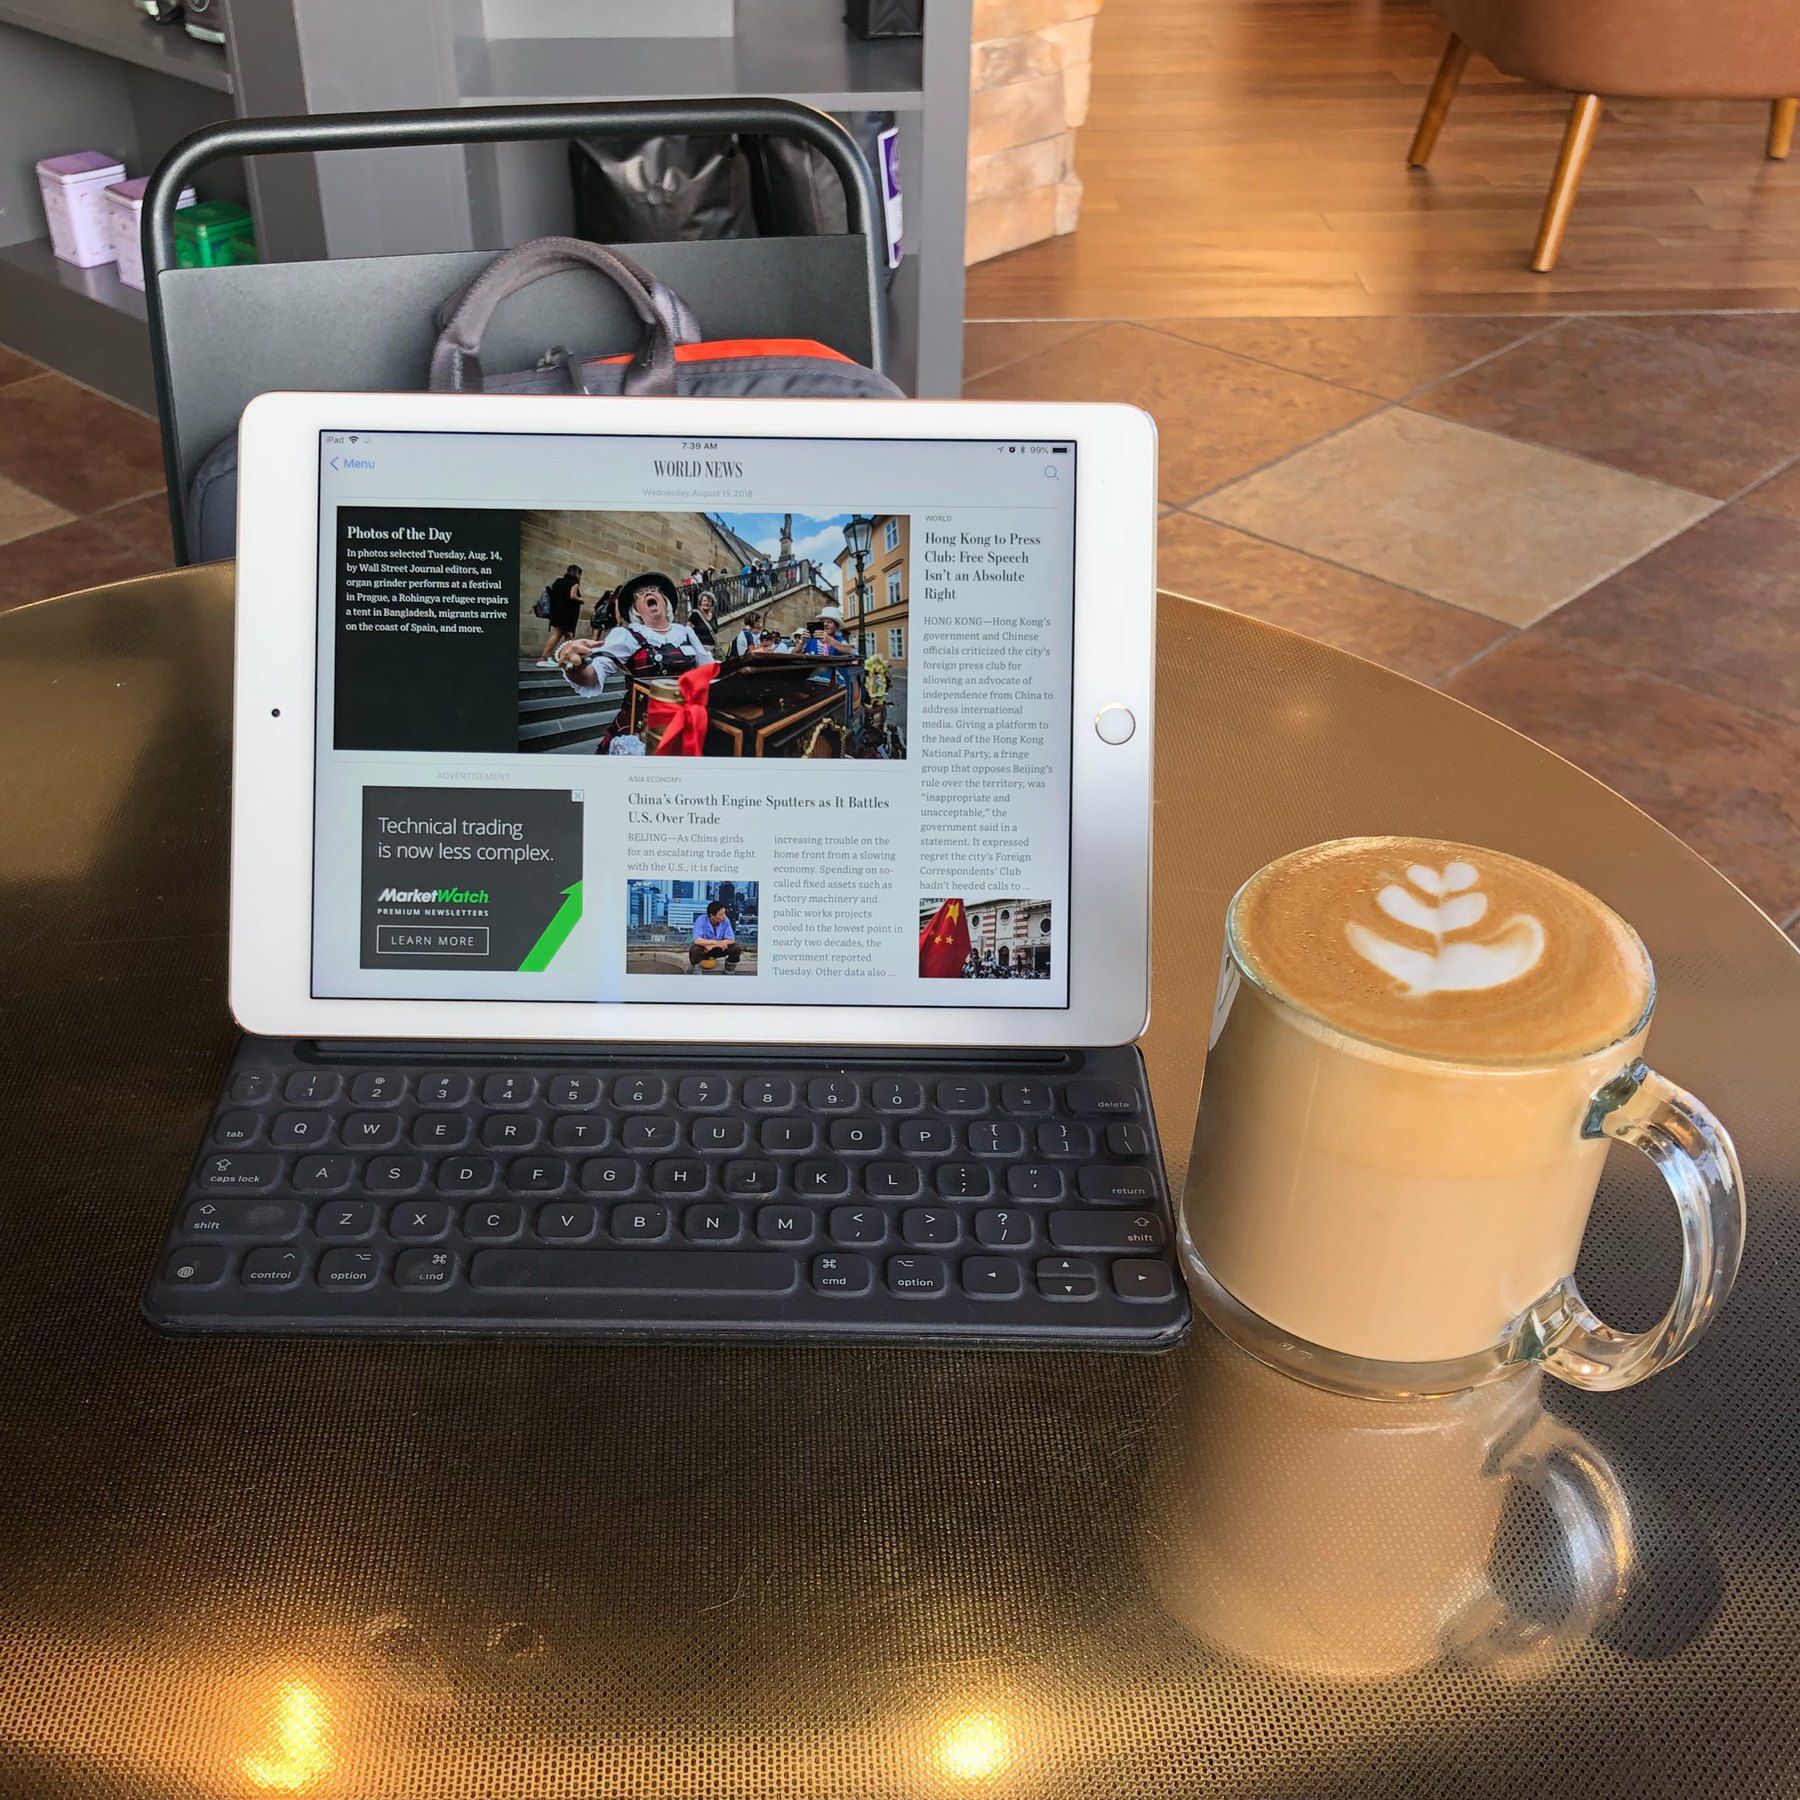 iPad
7:39 AM
99%
Menu
WORLD NEWS
Wednesday, August 15, 2018
Photos of the Day
In photos selected Tuesday, Aug. 14,
by Wall Street Journal editors, an
organ grinder performs at a festival
in Prague, a Rohingya refugee repairs
a tent in Bangladesh, migrants arrive
on the coast of Spain, and more.
WORLD
Hong Kong to Press
Club: Free Speech
Isn't an Absolute
Right
HONG KONG—Hong Kong's
government and Chinese
officials criticized the city's
foreign press club for
allowing an advocate of
independence from China to
address international
media. Giving a platform to
the head of the Hong Kong
National Party, a fringe
group that opposes Beijing's
rule over the territory, was
“inappropriate and
unacceptable,” the
government said in a
statement. It expressed
regret the city's Foreign
Correspondents' Club
hadn't heeded calls to ...
ADVERTISEMENT
Technical trading
is now less complex.
MarketWatch
PREMIUM NEWSLETTERS
LEARN MORE
ASIA ECONOMY
China's Growth Engine Sputters as It Battles
U.S. Over Trade
BEIJING—As China girds
for an escalating trade fight
with the U.S., it is facing
increasing trouble on the
home front from a slowing
economy. Spending on so-
called fixed assets such as
factory machinery and
public works projects
cooled to the lowest point in
nearly two decades, the
government reported
Tuesday. Other data also ...
~ ! @ # $ % ^ & * ( ) — +
` 1 2 3 4 5 6 7 8 9 0 - = delete
tab Q W E R T Y U I O P { [ } ] | \
caps lock A S D F G H J K L : ; " ' return
shift Z X C V B N M < , > . ? / shift
control option cmd cmd option